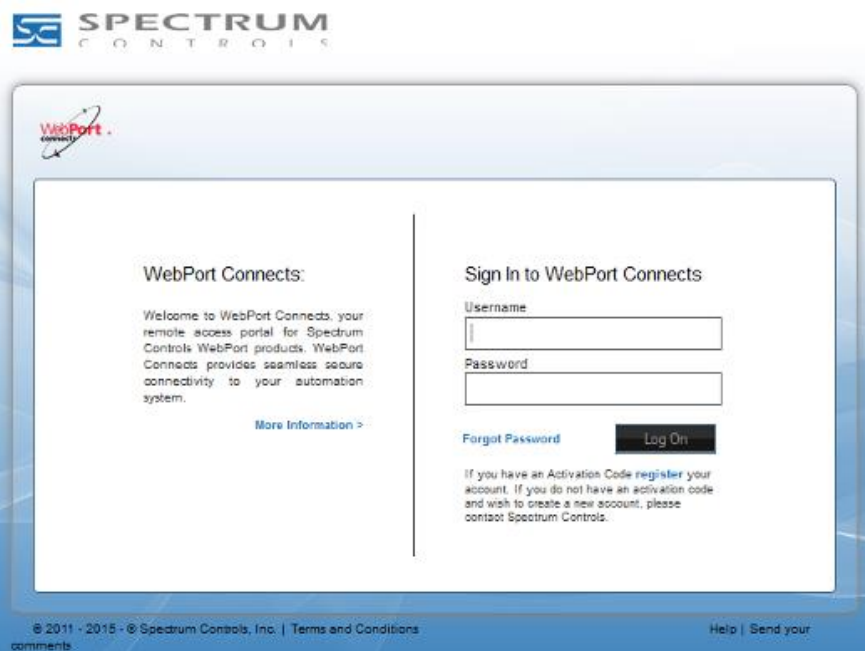 SC SPECTRUM
CONTROLS
WebPort.
connects
WebPort Connects:
Welcome to WebPort Connects, your
remote access portal for Spectrum
Controls WebPort products. WebPort
Connects provides seamless secure
connectivity to your automation
system.
More Information >
Sign In to WebPort Connects
Username
Password
Forgot Password
Log On
If you have an Activation Code register your
account. If you do not have an activation code
and wish to create a new account, please
contact Spectrum Controls.
© 2011 - 2015 - ® Spectrum Controls, Inc. | Terms and Conditions
Help | Send your
comments